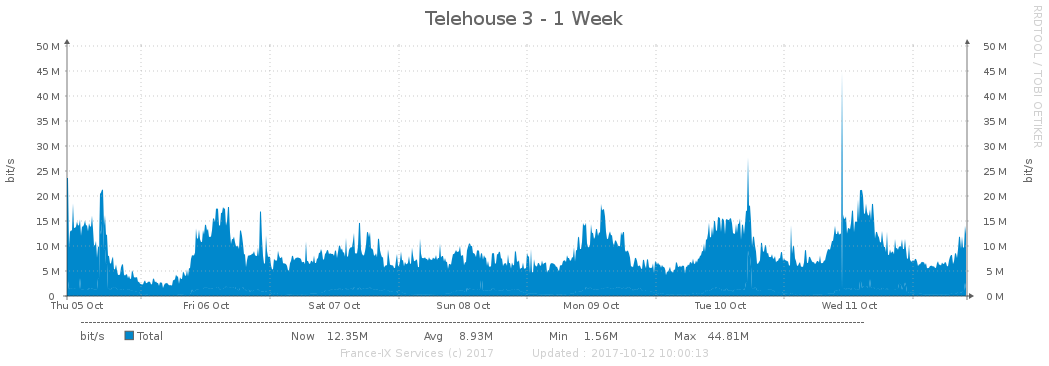 Telehouse 3 - 1 Week
RRDTOOL / TOBI OETIKER
bit/s
50 M
45 M
40 M
35 M
30 M
25 M
20 M
15 M
10 M
5 M
0
50 M
45 M
40 M
35 M
30 M
25 M
20 M
15 M
10 M
5 M
0 M
bit/s
Thu 05 Oct Fri 06 Oct Sat 07 Oct Sun 08 Oct Mon 09 Oct Tue 10 Oct Wed 11 Oct
bit/s Total Now 12.35M Avg 8.93M Min 1.56M Max 44.81M
France-IX Services (c) 2017 Updated : 2017-10-12 10:00:13